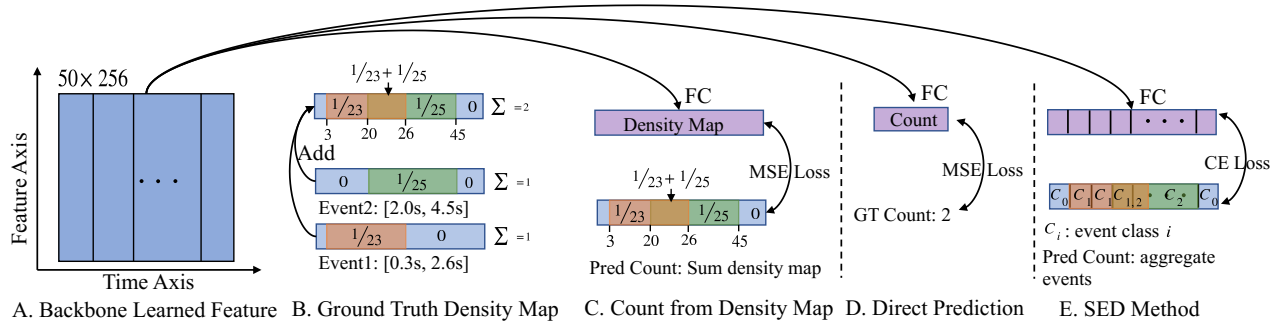 50×256
Feature Axis
. . .
Time Axis
A. Backbone Learned Feature
1/23+1/25
1/23
1/25
0
Σ =2
3 20 26 45
Add
0
1/25
0
Σ =1
Event2: [2.0s, 4.5s]
1/23
0
Σ =1
Event1: [0.3s, 2.6s]
B. Ground Truth Density Map
FC
Density Map
MSE Loss
1/23+1/25
1/23
1/25
0
3 20 26 45
Pred Count: Sum density map
C. Count from Density Map
FC
Count
MSE Loss
GT Count: 2
D. Direct Prediction
FC
. . .
CE Loss
C0 C1 C1 C1,2 C2 C0
Ci : event class i
Pred Count: aggregate
events
E. SED Method